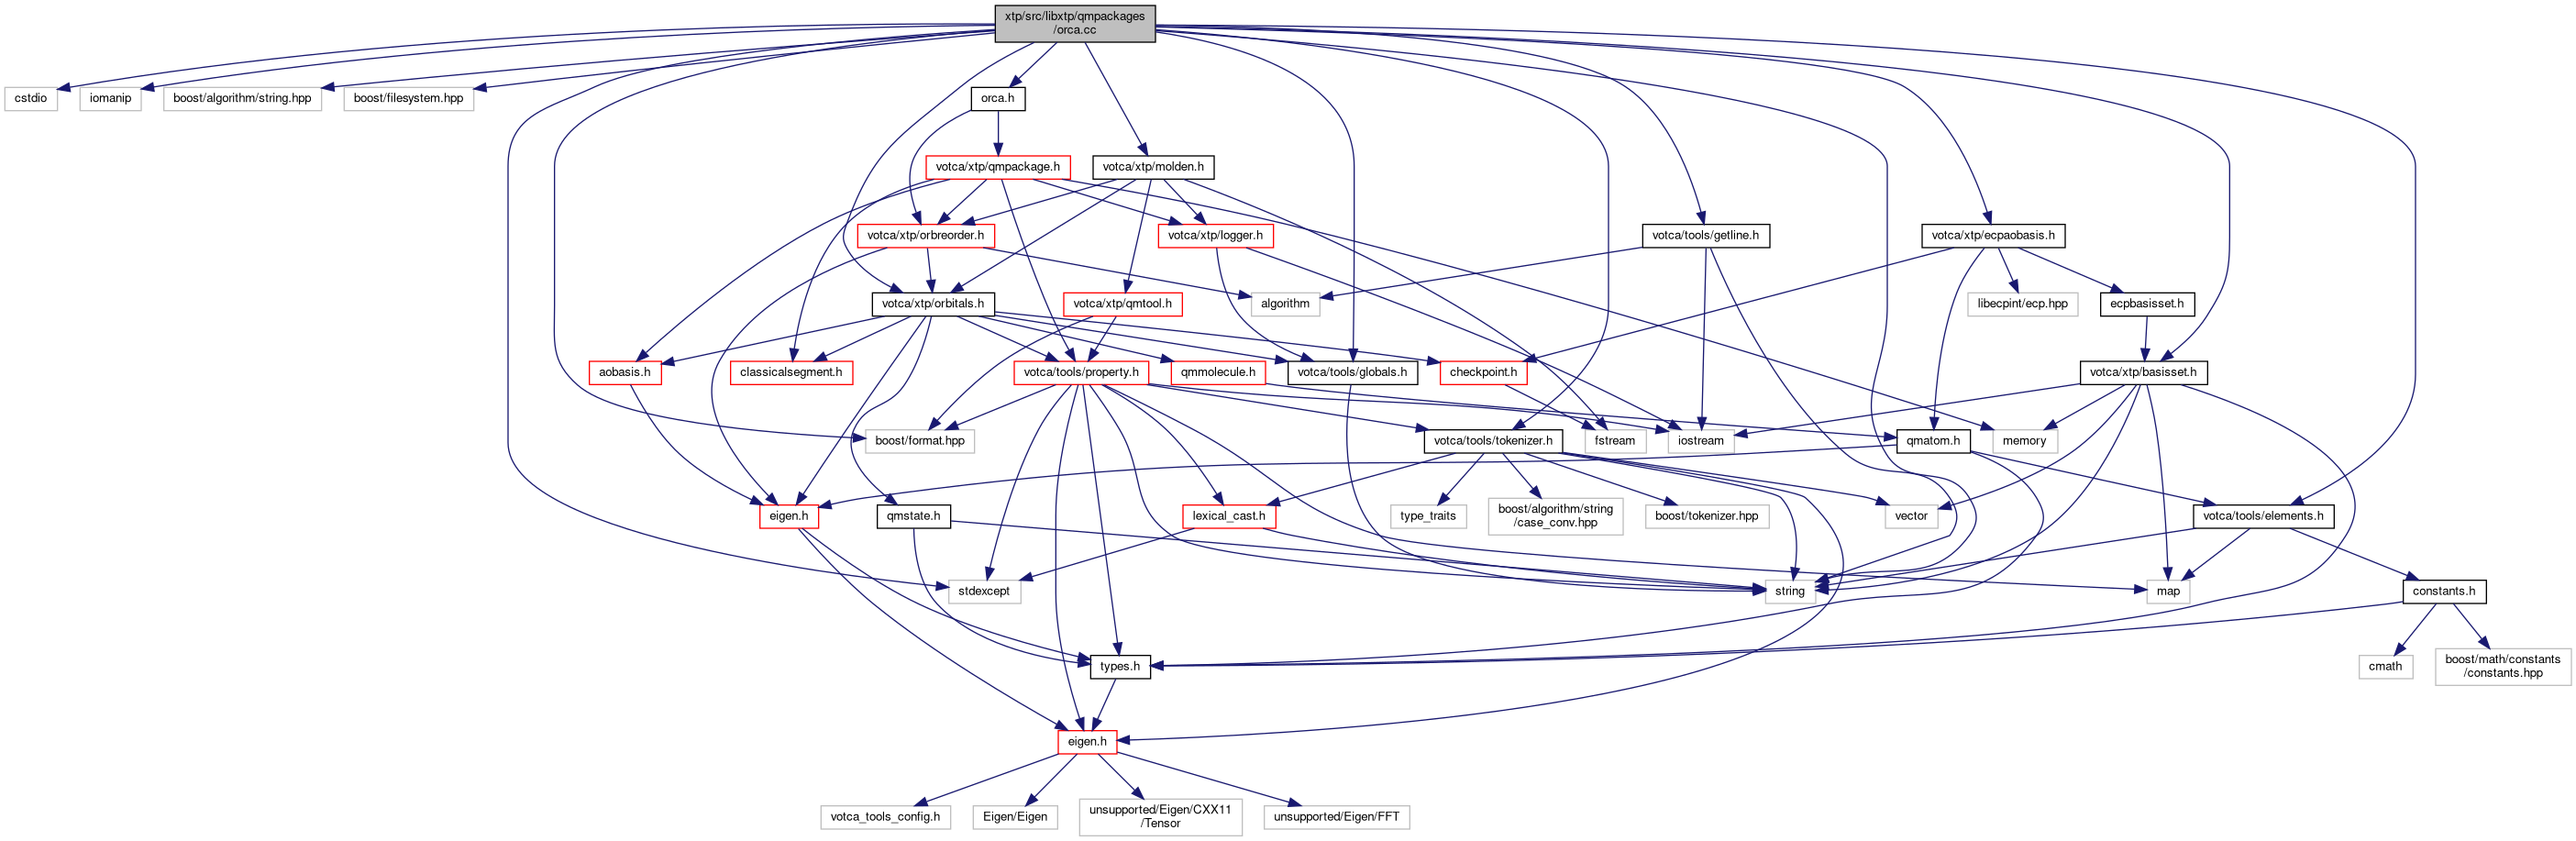 xtp/src/libxtp/qmpackages
/orca.cc
cstdio
iomanip
boost/algorithm/string.hpp
boost/filesystem.hpp
orca.h
votca/xtp/qmpackage.h
votca/xtp/molden.h
votca/xtp/orbreorder.h
votca/xtp/logger.h
votca/tools/getline.h
votca/xtp/ecpaobasis.h
votca/xtp/orbitals.h
votca/xtp/qmtool.h
algorithm
libecpint/ecp.hpp
ecpbasisset.h
aobasis.h
classicalsegment.h
votca/tools/property.h
qmmolecule.h
votca/tools/globals.h
checkpoint.h
votca/xtp/basisset.h
boost/format.hpp
votca/tools/tokenizer.h
fstream
iostream
qmatom.h
memory
eigen.h
qmstate.h
lexical_cast.h
type_traits
boost/algorithm/string
/case_conv.hpp
boost/tokenizer.hpp
vector
votca/tools/elements.h
stdexcept
string
map
constants.h
types.h
cmath
boost/math/constants
/constants.hpp
eigen.h
votca_tools_config.h
Eigen/Eigen
unsupported/Eigen/CXX11
/Tensor
unsupported/Eigen/FFT